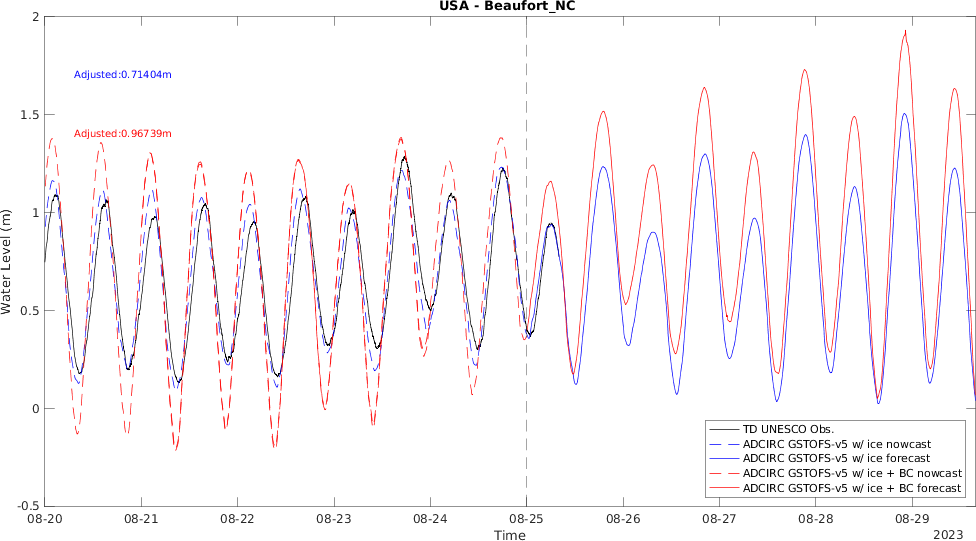 USA - Beaufort_NC
2
Adjusted:0.71404m
1.5
Adjusted:0.96739m
1
Water Level (m)
0.5
0
-0.5
TD UNESCO Obs.
ADCIRC GSTOFS-v5 w/ ice nowcast
ADCIRC GSTOFS-v5 w/ ice forecast
ADCIRC GSTOFS-v5 w/ ice + BC nowcast
ADCIRC GSTOFS-v5 w/ ice + BC forecast
08-20 08-21 08-22 08-23 08-24 08-25 08-26 08-27 08-28 08-29
Time
2023